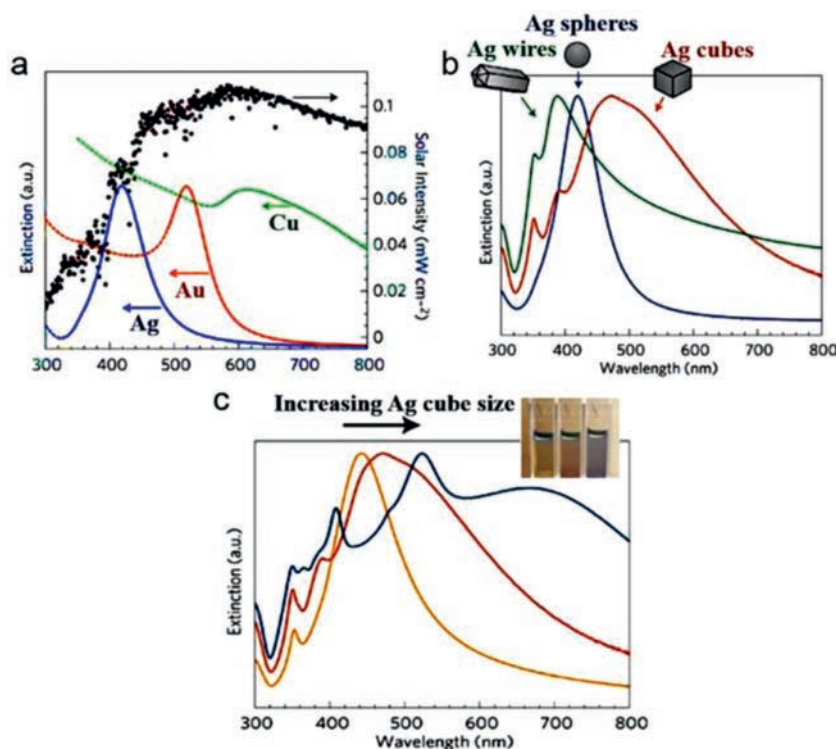 a
Extinction (a.u.)
Cu
Au
Ag
0.1
0.08
0.06
0.04
0.02
0
Solar Intensity (mW cm⁻²)
300 400 500 600 700 800
b
Ag spheres
Ag wires
Ag cubes
Extinction (a.u.)
300 400 500 600 700 800
Wavelength (nm)
c
Increasing Ag cube size
Extinction (a.u.)
300 400 500 600 700 800
Wavelength (nm)